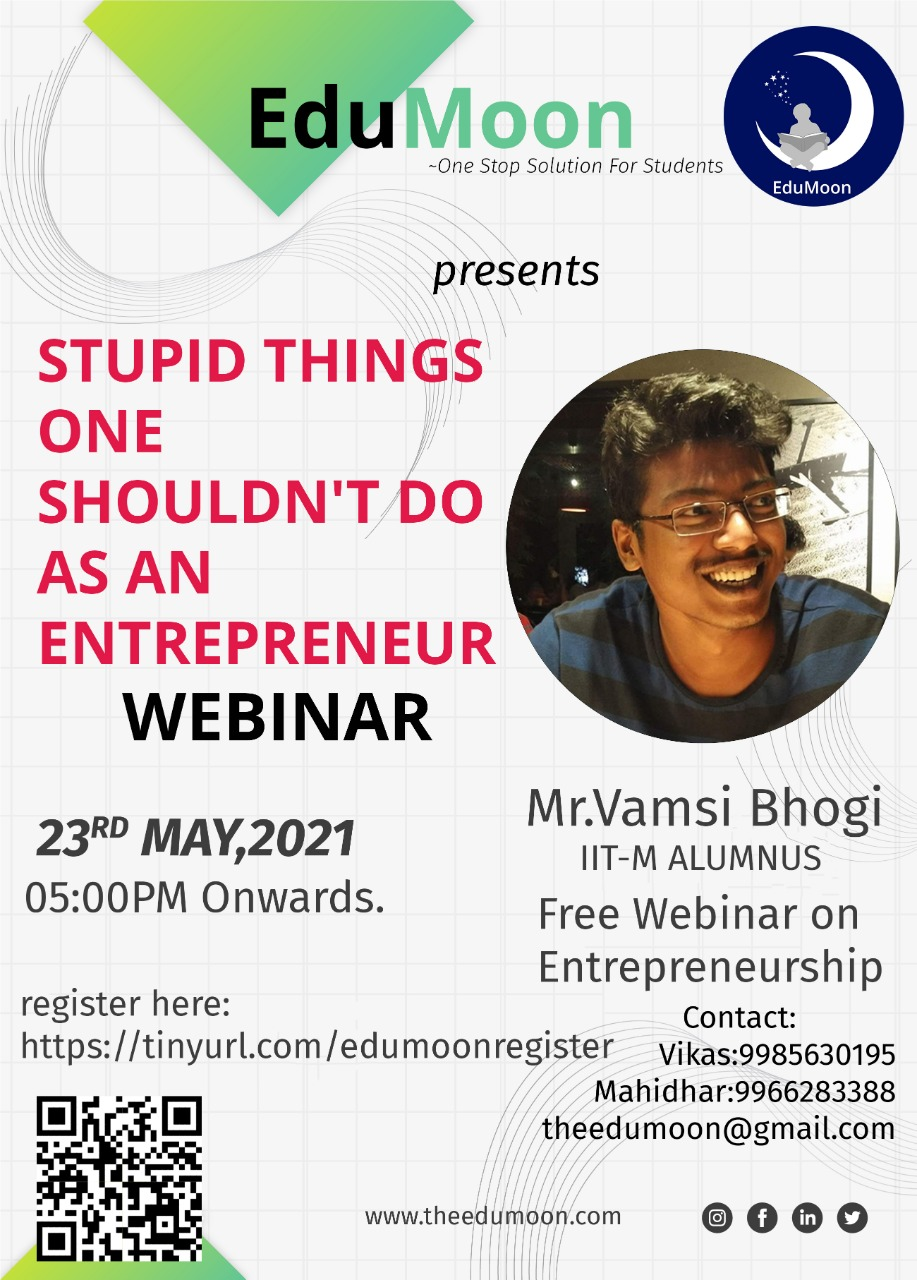 EduMoon
~One Stop Solution For Students
EduMoon
presents
STUPID THINGS
ONE
SHOULDN'T DO
AS AN
ENTREPRENEUR
WEBINAR
23RD MAY,2021
05:00PM Onwards.
Mr.Vamsi Bhogi
IIT-M ALUMNUS
Free Webinar on
Entrepreneurship
register here:
https://tinyurl.com/edumoonregister
Contact:
Vikas:9985630195
Mahidhar:9966283388
theedumoon@gmail.com
www.theedumoon.com